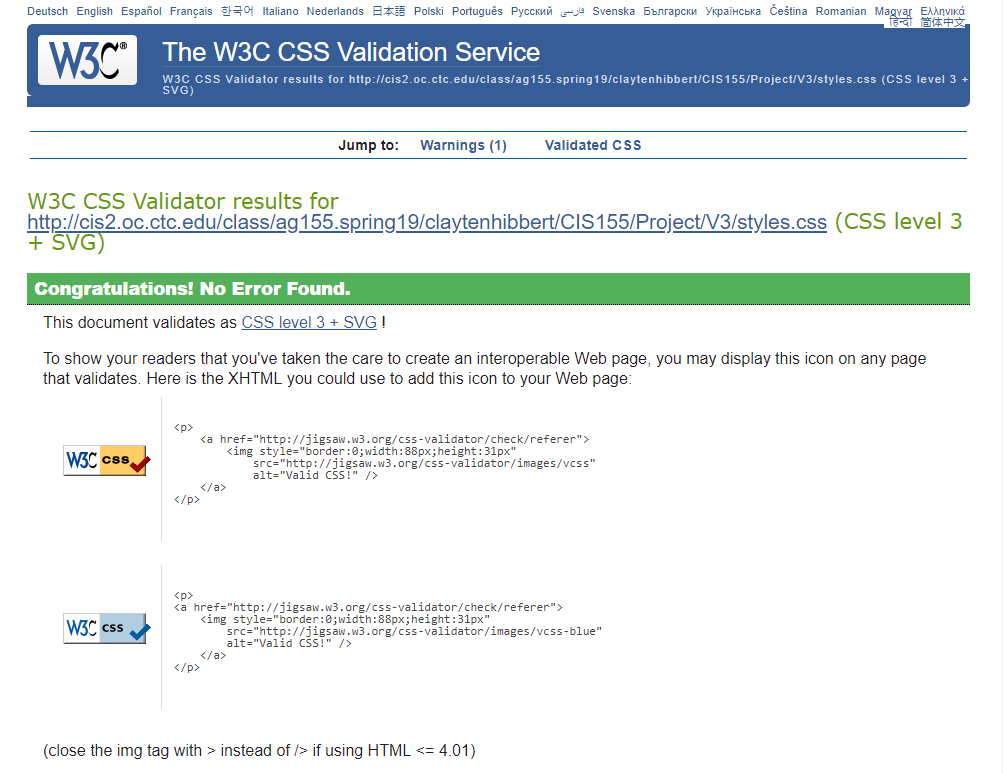 Deutsch English Español Français 한국어 Italiano Nederlands 日本語 Polski Português Русский فارسی Svenska Български Українська Čeština Romanian Magyar Ελληνικά
हिन्दी 简体中文
W3C®
The W3C CSS Validation Service
W3C CSS Validator results for http://cis2.oc.ctc.edu/class/ag155.spring19/claytenhibbert/CIS155/Project/V3/styles.css (CSS level 3 +
SVG)
Jump to: Warnings (1) Validated CSS
W3C CSS Validator results for
http://cis2.oc.ctc.edu/class/ag155.spring19/claytenhibbert/CIS155/Project/V3/styles.css (CSS level 3
+ SVG)
Congratulations! No Error Found.
This document validates as CSS level 3 + SVG !
To show your readers that you've taken the care to create an interoperable Web page, you may display this icon on any page
that validates. Here is the XHTML you could use to add this icon to your Web page:
W3C css
<p>
<a href="http://jigsaw.w3.org/css-validator/check/referer">
<img style="border:0;width:88px;height:31px"
src="http://jigsaw.w3.org/css-validator/images/vcss"
alt="Valid CSS!" />
</a>
</p>
W3C css
<p>
<a href="http://jigsaw.w3.org/css-validator/check/referer">
<img style="border:0;width:88px;height:31px"
src="http://jigsaw.w3.org/css-validator/images/vcss-blue"
alt="Valid CSS!" />
</a>
</p>
(close the img tag with > instead of /> if using HTML <= 4.01)